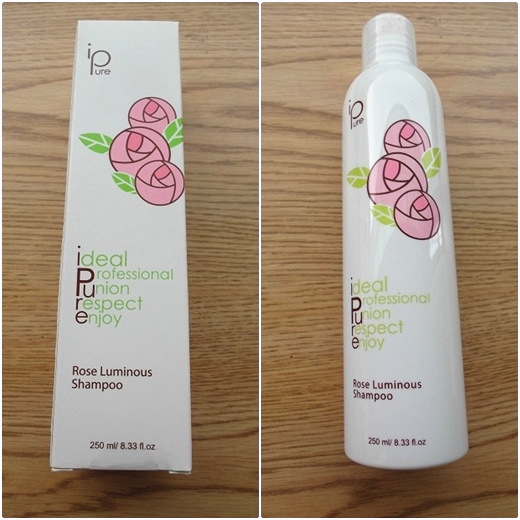 iPure
ideal
Professional
union
respect
enjoy
Rose Luminous
Shampoo
250 ml/ 8.33 fl.oz
iPure
ideal
Professional
union
respect
enjoy
Rose Luminous
Shampoo
250 ml/ 8.33 fl.oz